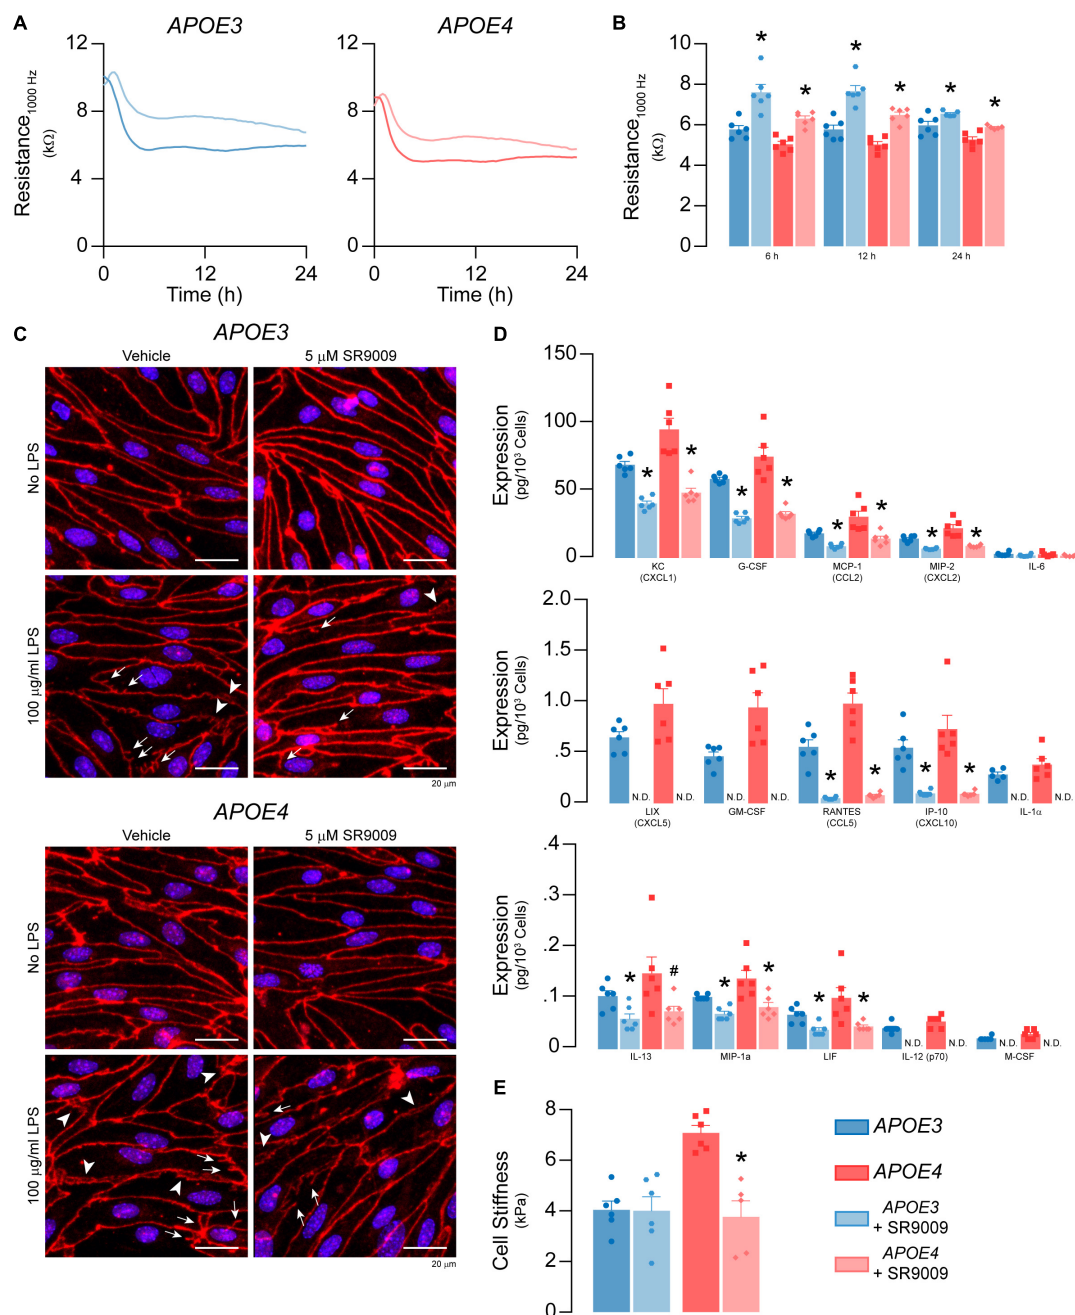 A
APOE3
APOE4
Resistance1000 Hz
(kΩ)
12
8
4
0
12
8
4
0
0
12
24
0
12
24
Time (h)
Time (h)
B
Resistance1000 Hz
(kΩ)
10
8
6
4
2
0
* * * * * *
6 h
12 h
24 h
C
APOE3
Vehicle
5 μM SR9009
No LPS
100 μg/ml LPS
20 μm
APOE4
Vehicle
5 μM SR9009
No LPS
100 μg/ml LPS
20 μm
D
Expression
(pg/10³ Cells)
150
100
50
0
* * * * * * * *
KC
(CXCL1)
G-CSF
MCP-1
(CCL2)
MIP-2
(CXCL2)
IL-6
Expression
(pg/10³ Cells)
2.0
1.0
.5
0
N.D. N.D. N.D. N.D. * * * * N.D. N.D.
LIX
(CXCL5)
GM-CSF
RANTES
(CCL5)
IP-10
(CXCL10)
IL-1α
Expression
(pg/10³ Cells)
.4
.2
.1
0
* # * * * * N.D. N.D. N.D. N.D.
IL-13
MIP-1a
LIF
IL-12 (p70)
M-CSF
E
Cell Stiffness
(kPa)
8
6
4
2
0
*
APOE3
APOE4
APOE3
+ SR9009
APOE4
+ SR9009